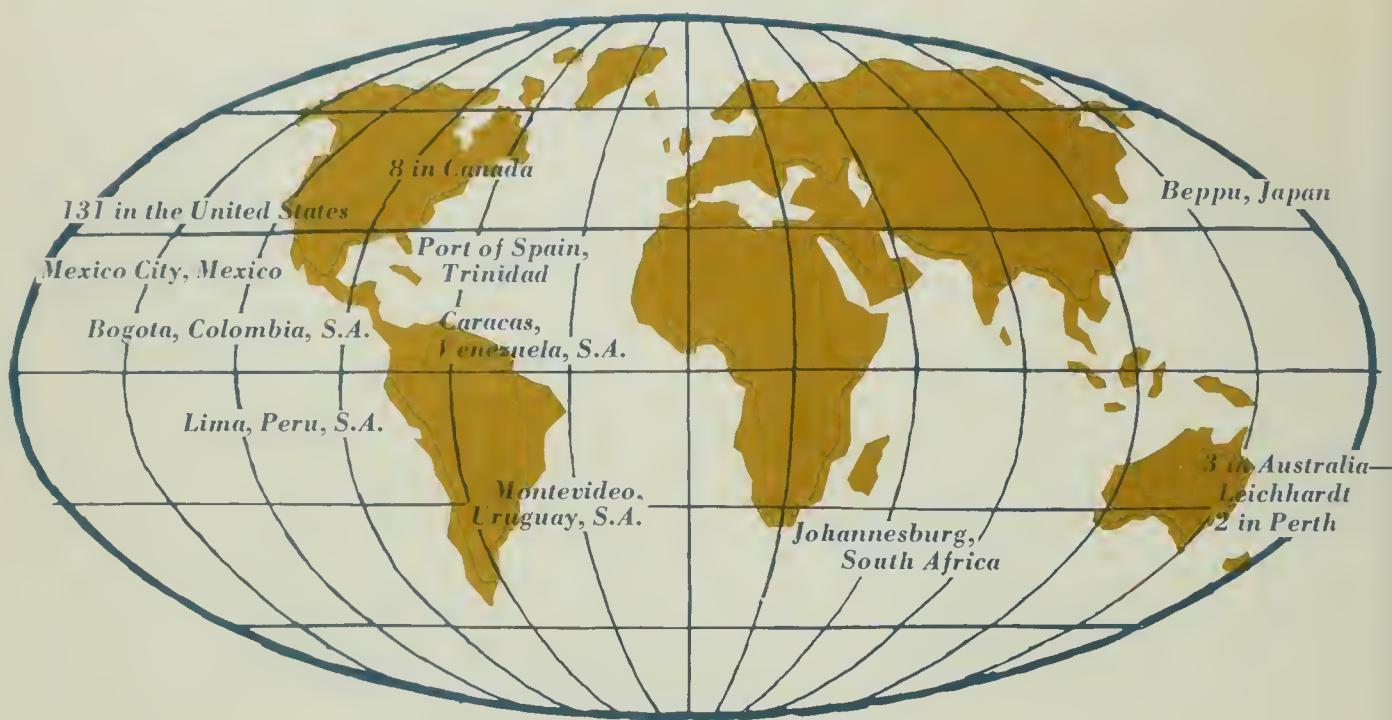 8 in Canada
131 in the United States
Beppu, Japan
Port of Spain,
Trinidad
Mexico City, Mexico
Bogota, Colombia, S.A.
Caracas,
Venezuela, S.A.
Lima, Peru, S.A.
3 in Australia—
Leichhardt
2 in Perth
Montevideo,
Uruguay, S.A.
Johannesburg,
South Africa